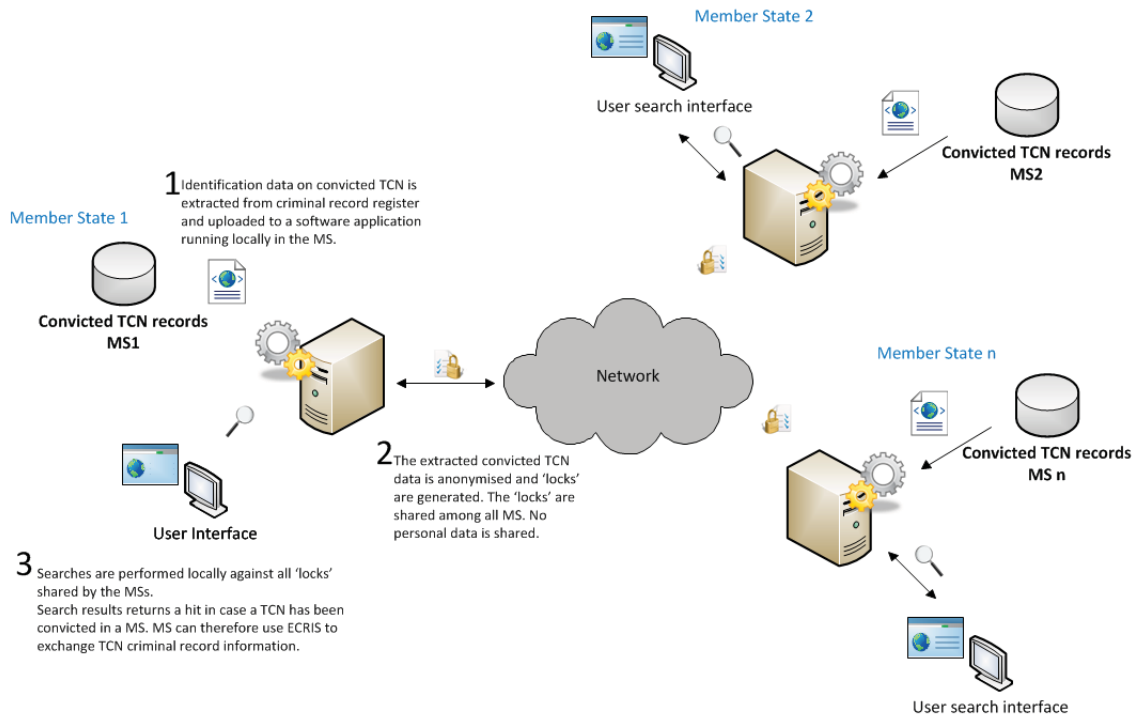 Member State 2
User search interface
Convicted TCN records
MS2
1 Identification data on convicted TCN is
extracted from criminal record register
and uploaded to a software application
running locally in the MS.
Member State 1
Convicted TCN records
MS1
Network
Member State n
Convicted TCN records
MS n
2 The extracted convicted TCN
data is anonymised and ‘locks’
are generated. The ‘locks’ are
shared among all MS. No
personal data is shared.
User Interface
3 Searches are performed locally against all ‘locks’
shared by the MSs.
Search results returns a hit in case a TCN has been
convicted in a MS. MS can therefore use ECRIS to
exchange TCN criminal record information.
User search interface